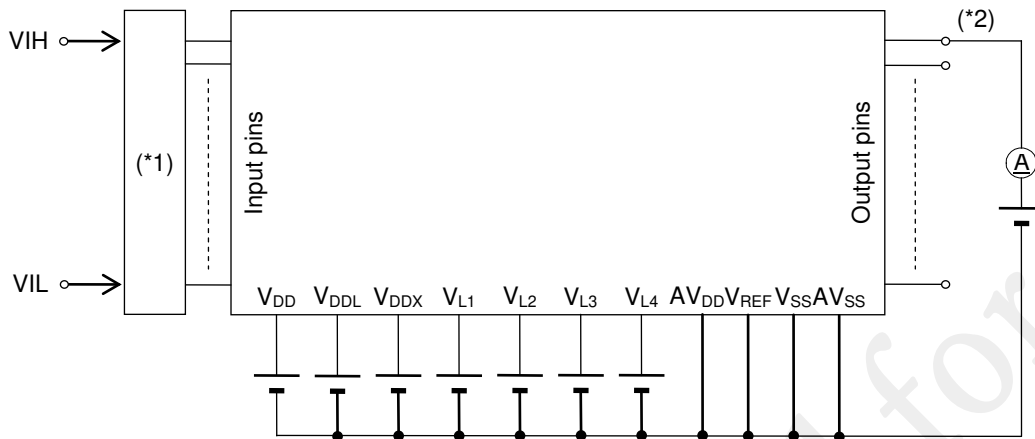 (*2)
VIH
(*1)
Input pins
Output pins
A
VIL
VDD VDDL VDDX VL1 VL2 VL3 VL4 AVDD VREF VSS AVSS
d for